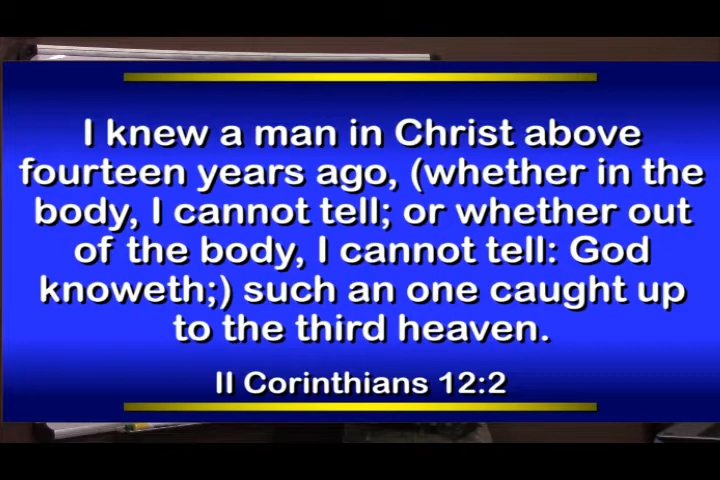 I knew a man in Christ above
fourteen years ago, (whether in the
body, I cannot tell; or whether out
of the body, I cannot tell: God
knoweth;) such an one caught up
to the third heaven.
II Corinthians 12:2